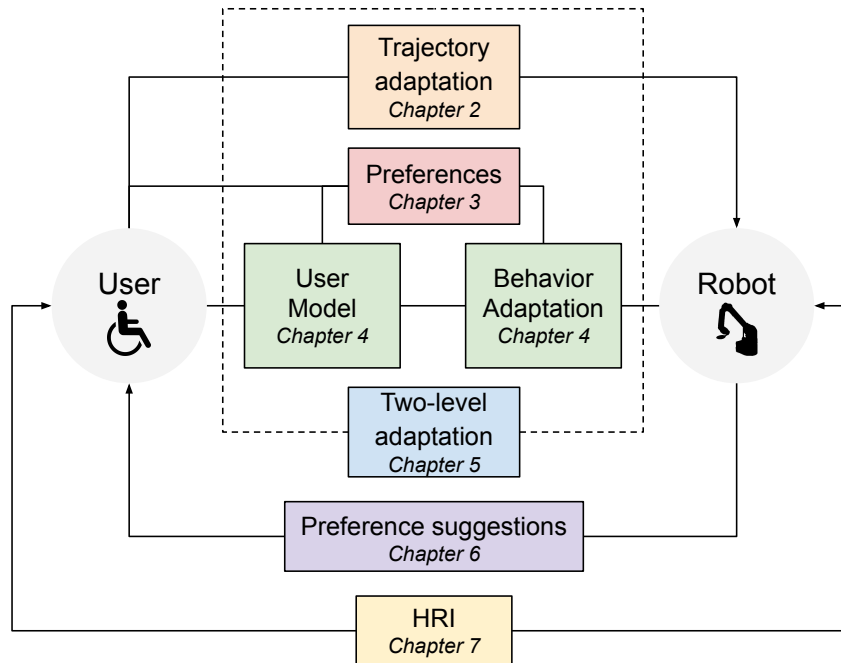 Trajectory
adaptation
Chapter 2
Preferences
Chapter 3
User
User
Model
Chapter 4
Behavior
Adaptation
Chapter 4
Robot
Two-level
adaptation
Chapter 5
Preference suggestions
Chapter 6
HRI
Chapter 7